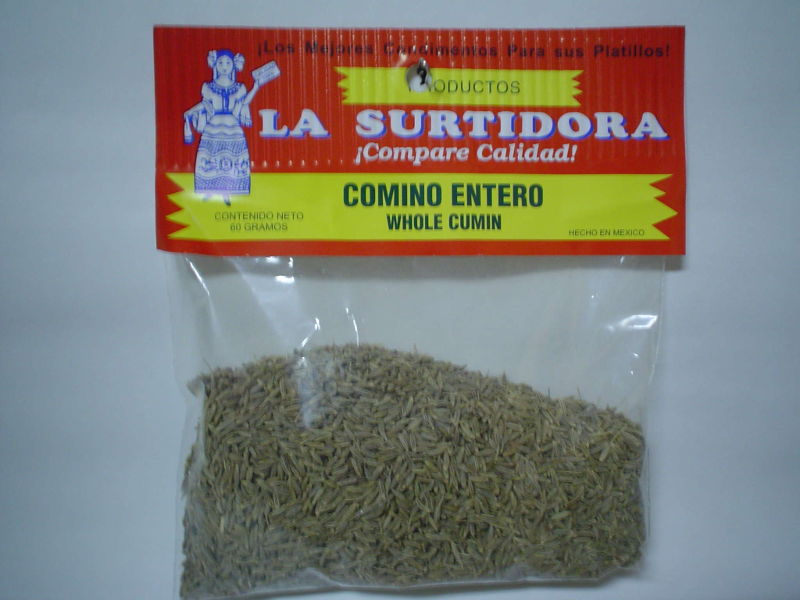 ¡Los Mejores Condimentos Para sus Platillos!
ODUCTOS
LA SURTIDORA
¡Compare Calidad!
COMINO ENTERO
WHOLE CUMIN
CONTENIDO NETO
60 GRAMOS
HECHO EN MEXICO